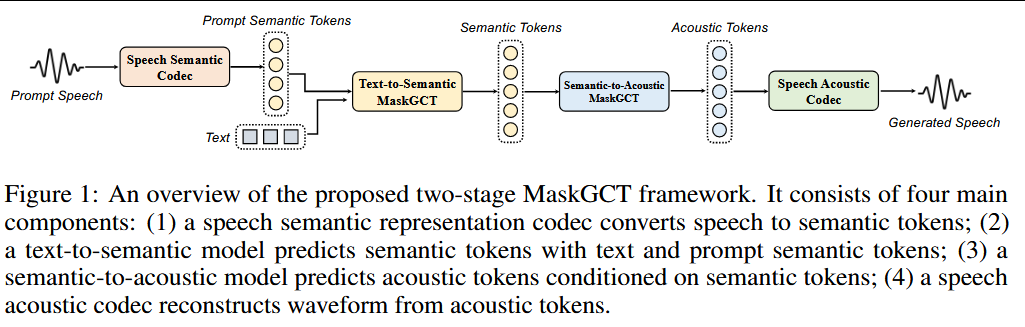 Prompt Semantic Tokens
Semantic Tokens
Acoustic Tokens
Speech Semantic
Codec
Text-to-Semantic
MaskGCT
Semantic-to-Acoustic
MaskGCT
Speech Acoustic
Codec
Prompt Speech
Text
Generated Speech
Figure 1: An overview of the proposed two-stage MaskGCT framework. It consists of four main
components: (1) a speech semantic representation codec converts speech to semantic tokens; (2)
a text-to-semantic model predicts semantic tokens with text and prompt semantic tokens; (3) a
semantic-to-acoustic model predicts acoustic tokens conditioned on semantic tokens; (4) a speech
acoustic codec reconstructs waveform from acoustic tokens.